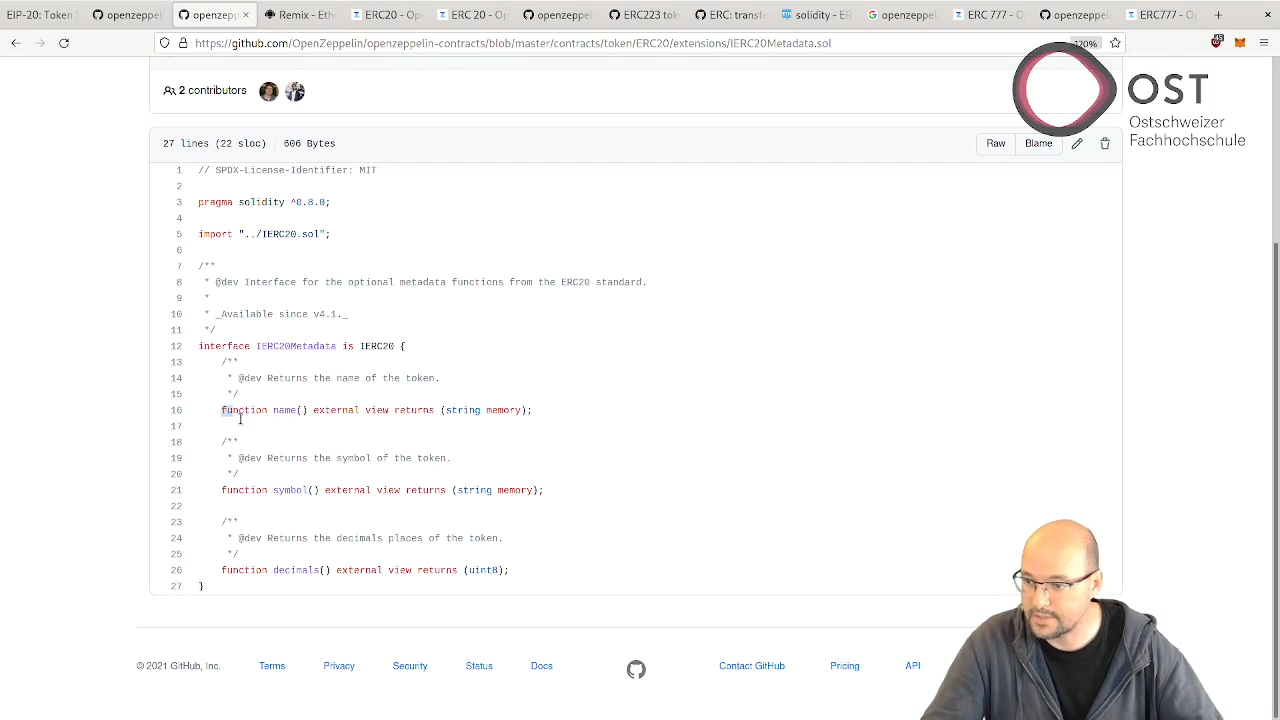 EIP-20: Token
openzeppeli
openzepp
Remix - Ethe
ERC20 - Ope
ERC 20 - Op
openzeppeli
ERC223 tok
ERC: transfe
solidity - ER
openzeppeli
ERC 777 - O
openzeppeli
ERC777 - Op
https://github.com/OpenZeppelin/openzeppelin-contracts/blob/master/contracts/token/ERC20/extensions/IERC20Metadata.sol
2 contributors
OST
Ostschweizer
Fachhochschule
27 lines (22 sloc) 606 Bytes
Raw Blame
1 // SPDX-License-Identifier: MIT
2
3 pragma solidity ^0.8.0;
4
5 import "../IERC20.sol";
6
7 /**
8 * @dev Interface for the optional metadata functions from the ERC20 standard.
9 *
10 * _Available since v4.1._
11 */
12 interface IERC20Metadata is IERC20 {
13 /**
14 * @dev Returns the name of the token.
15 */
16 function name() external view returns (string memory);
17
18 /**
19 * @dev Returns the symbol of the token.
20 */
21 function symbol() external view returns (string memory);
22
23 /**
24 * @dev Returns the decimals places of the token.
25 */
26 function decimals() external view returns (uint8);
27 }
© 2021 GitHub, Inc. Terms Privacy Security Status Docs Contact GitHub Pricing API